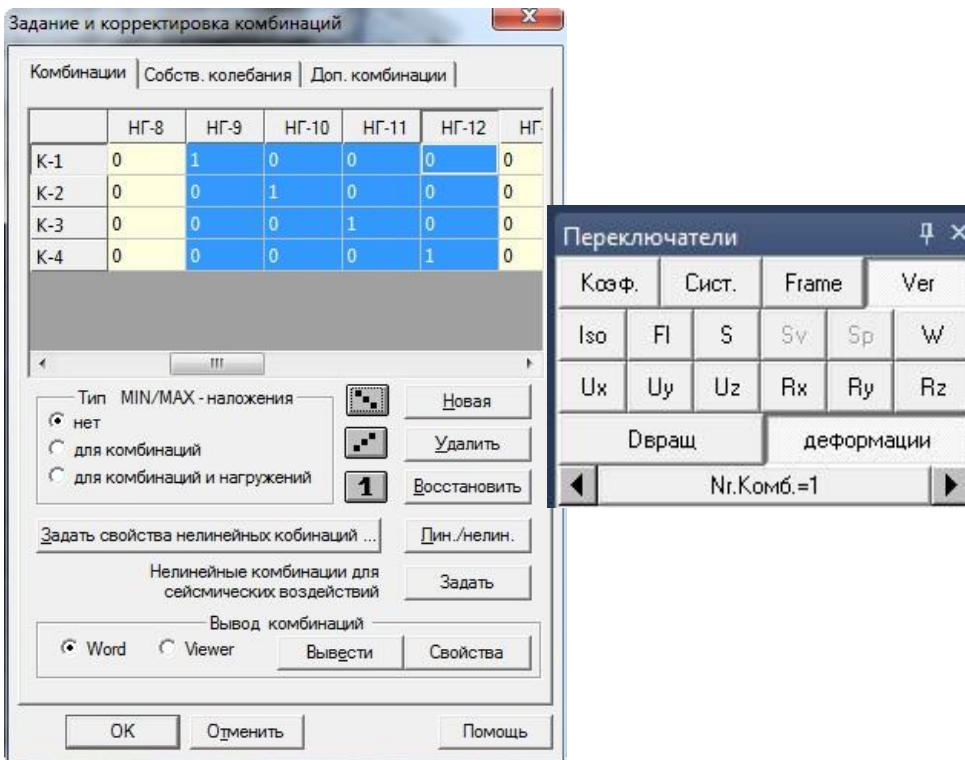 Задание и корректировка комбинаций
Комбинации Собств. колебания Доп. комбинации
НГ-8 НГ-9 НГ-10 НГ-11 НГ-12 НГ-
К-1 0 1 0 0 0 0
К-2 0 0 1 0 0 0
К-3 0 0 0 1 0 0
К-4 0 0 0 0 1 0
Тип MIN/MAX - наложения
нет
для комбинаций
для комбинаций и нагружений
1
Новая
Удалить
Восстановить
Задать свойства нелинейных кобинаций ... Лин./нелин.
Нелинейные комбинации для
сейсмических воздействий
Задать
Вывод комбинаций
Word Viewer Вывести Свойства
OK Отменить Помощь
Переключатели
Коэф. Сист. Frame Ver
Iso Fl S Sv Sp W
Ux Uy Uz Rx Ry Rz
Dвращ деформации
Nr.Комб.=1